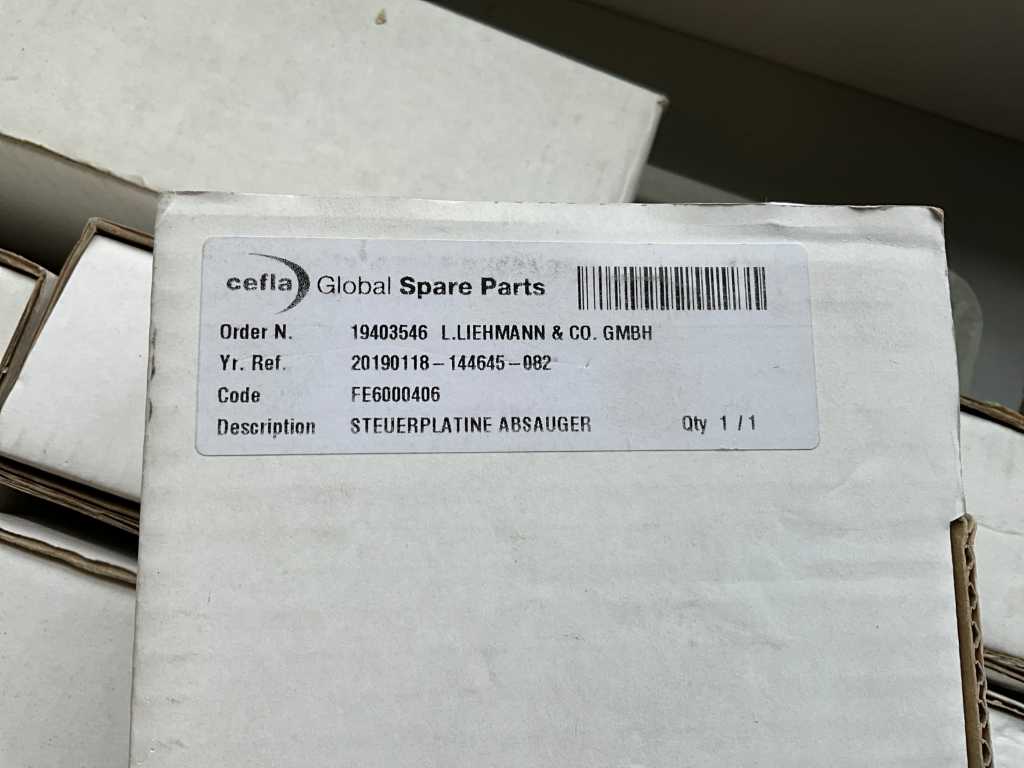 cefla Global Spare Parts
Order N. 19403546 L.LIEHMANN & CO. GMBH
Yr. Ref. 20190118-144645-082
Code FE6000406
Description STEUERPLATINE ABSAUGER Qty 1 / 1